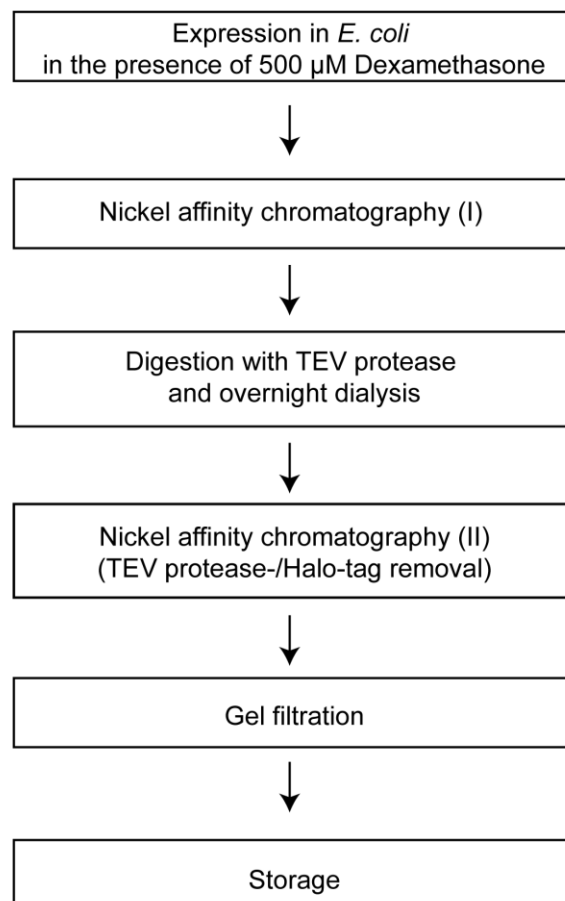 Expression in E. coli
in the presence of 500 µM Dexamethasone
Nickel affinity chromatography (I)
Digestion with TEV protease
and overnight dialysis
Nickel affinity chromatography (II)
(TEV protease-/Halo-tag removal)
Gel filtration
Storage